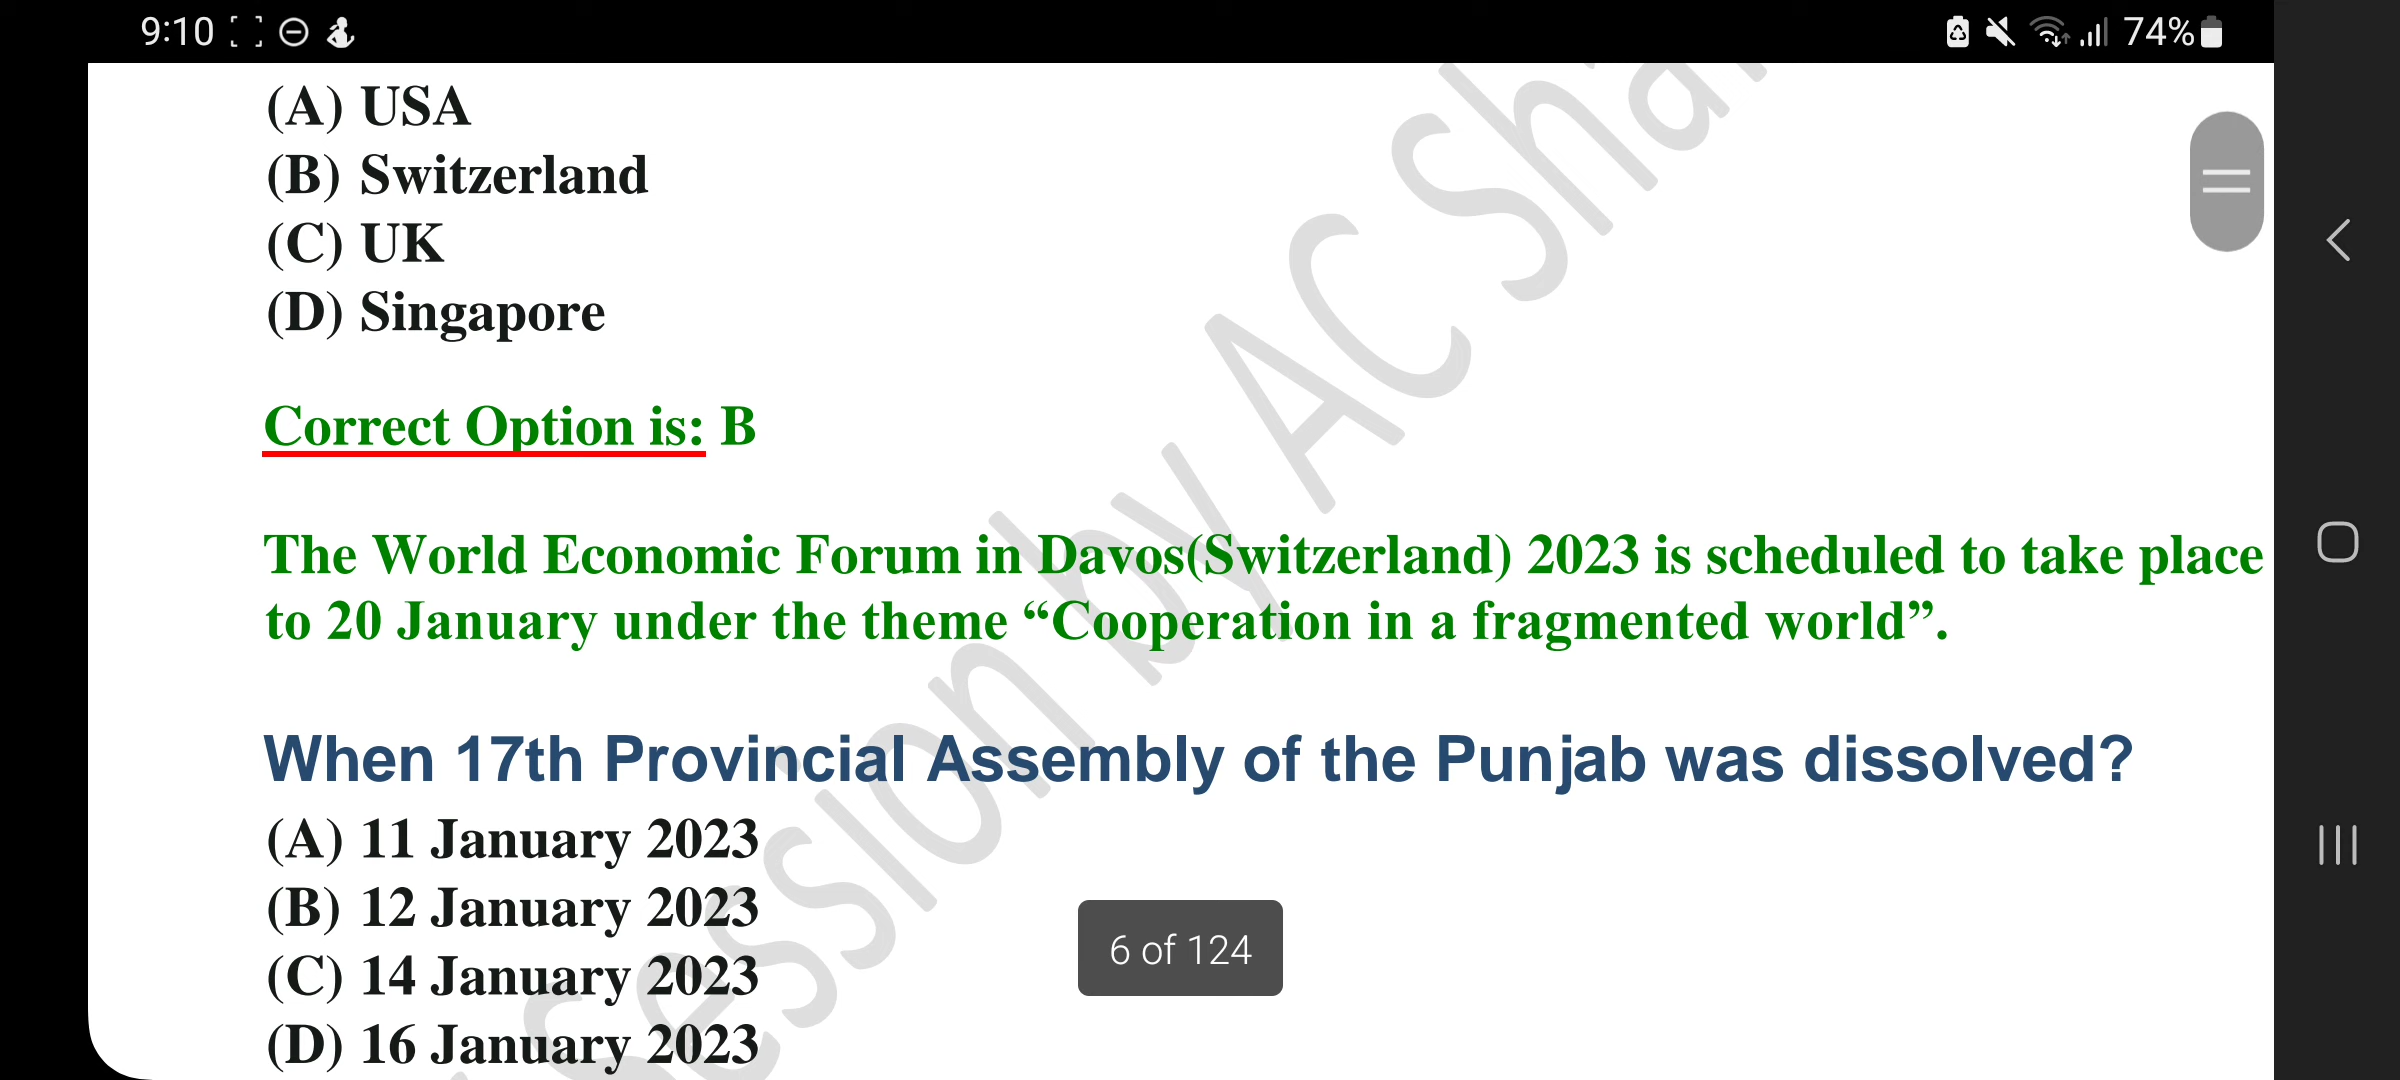 9:10
74%
(A) USA
(B) Switzerland
(C) UK
(D) Singapore
Correct Option is: B
The World Economic Forum in Davos(Switzerland) 2023 is scheduled to take place
to 20 January under the theme “Cooperation in a fragmented world”.
When 17th Provincial Assembly of the Punjab was dissolved?
(A) 11 January 2023
(B) 12 January 2023
(C) 14 January 2023
(D) 16 January 2023
6 of 124
Session by AC